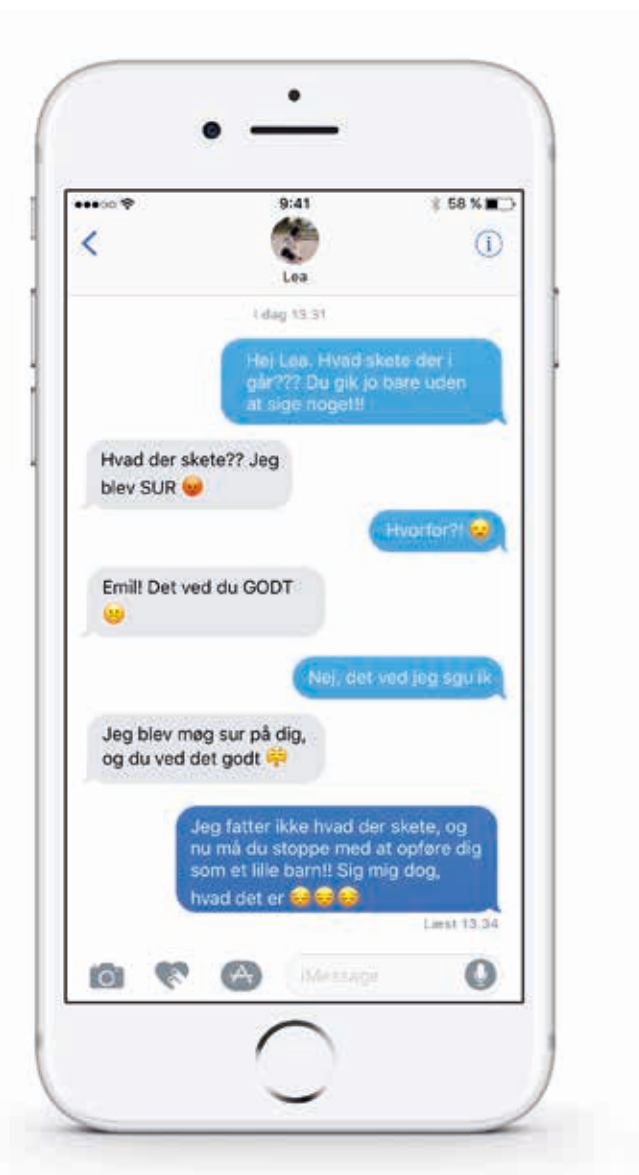 9:41
58 %
Lea
I dag 13.31
Hej Lea. Hvad skete der i
går??? Du gik jo bare uden
at sige noget!!
Hvad der skete?? Jeg
blev SUR 😡
Hvorfor?! 😥
Emil! Det ved du GODT
☹️
Nej, det ved jeg sgu ik
Jeg blev møg sur på dig,
og du ved det godt 😤
Jeg fatter ikke hvad der skete, og
nu må du stoppe med at opføre dig
som et lille barn!! Sig mig dog,
hvad det er 😔😔😔
Læst 13.34
iMessage